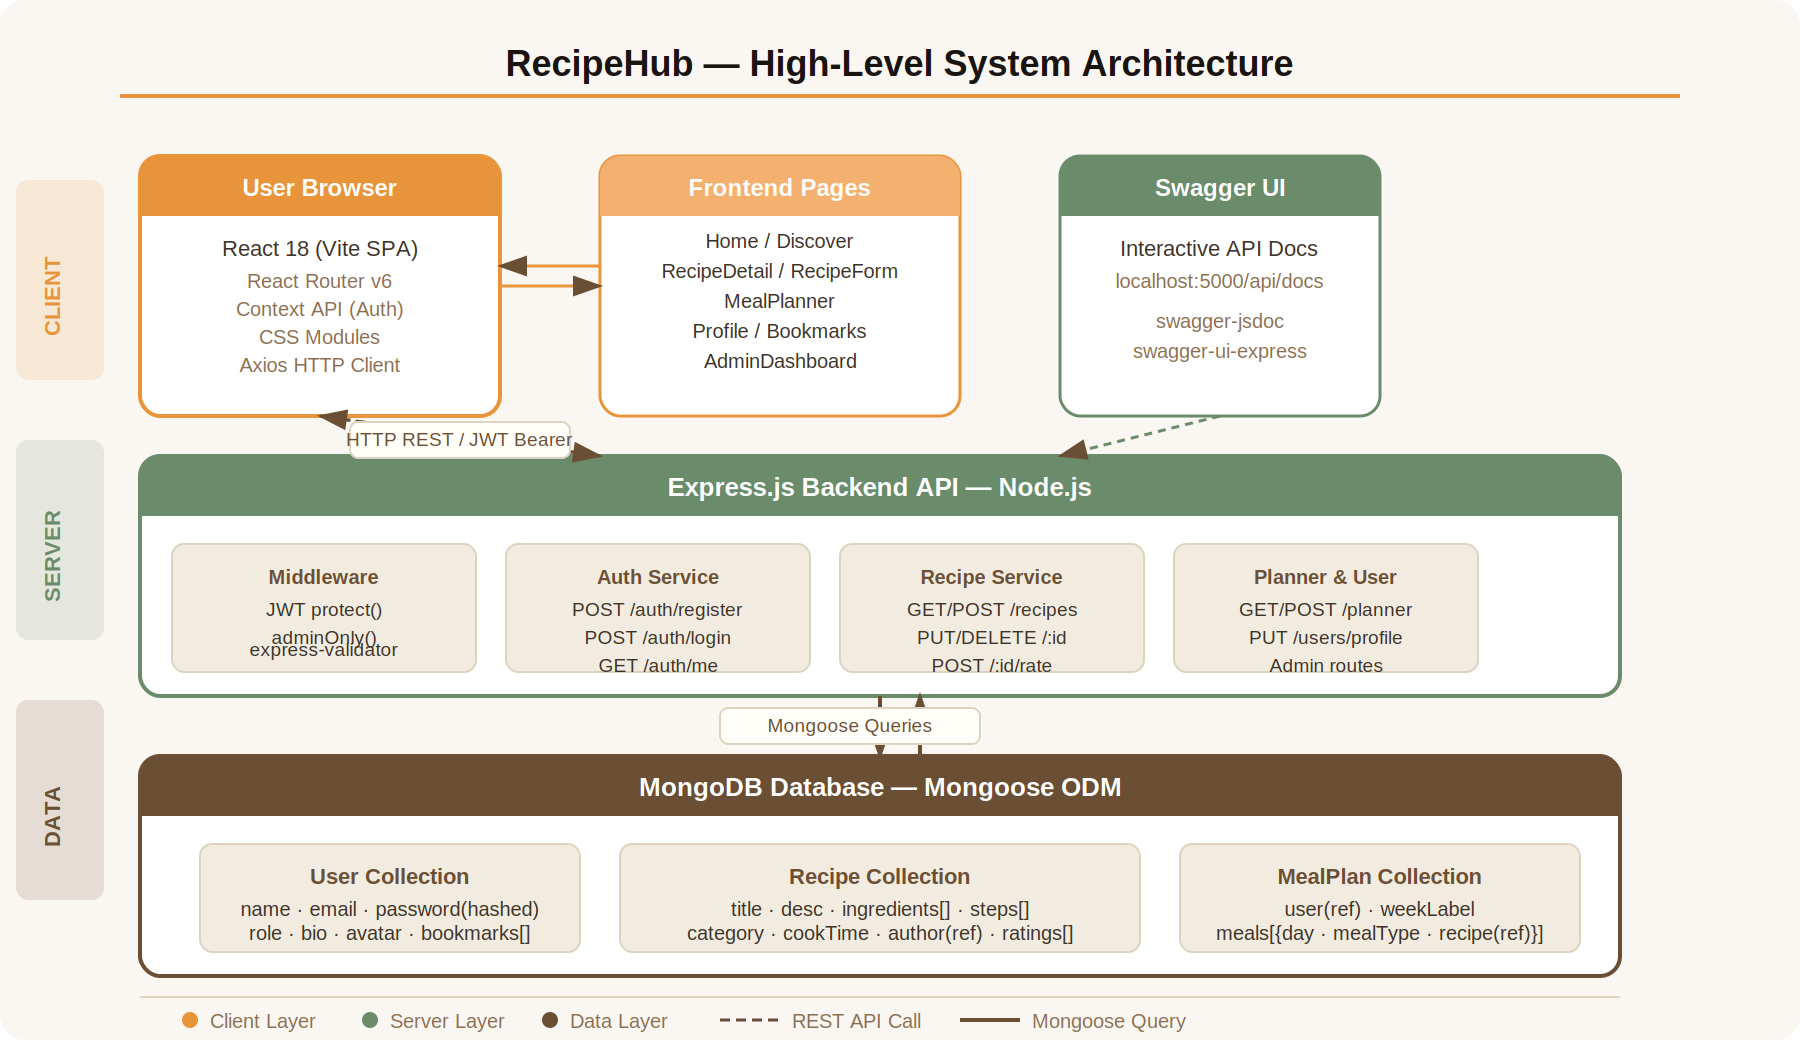 RecipeHub — High-Level System Architecture
CLIENT
User Browser
React 18 (Vite SPA)
React Router v6
Context API (Auth)
CSS Modules
Axios HTTP Client
Frontend Pages
Home / Discover
RecipeDetail / RecipeForm
MealPlanner
Profile / Bookmarks
AdminDashboard
Swagger UI
Interactive API Docs
localhost:5000/api/docs
swagger-jsdoc
swagger-ui-express
HTTP REST / JWT Bearer
SERVER
Express.js Backend API — Node.js
Middleware
JWT protect()
adminOnly()
express-validator
Auth Service
POST /auth/register
POST /auth/login
GET /auth/me
Recipe Service
GET/POST /recipes
PUT/DELETE /:id
POST /:id/rate
Planner & User
GET/POST /planner
PUT /users/profile
Admin routes
Mongoose Queries
DATA
MongoDB Database — Mongoose ODM
User Collection
name · email · password(hashed)
role · bio · avatar · bookmarks[]
Recipe Collection
title · desc · ingredients[] · steps[]
category · cookTime · author(ref) · ratings[]
MealPlan Collection
user(ref) · weekLabel
meals[{day · mealType · recipe(ref)}]
Client Layer
Server Layer
Data Layer
REST API Call
Mongoose Query